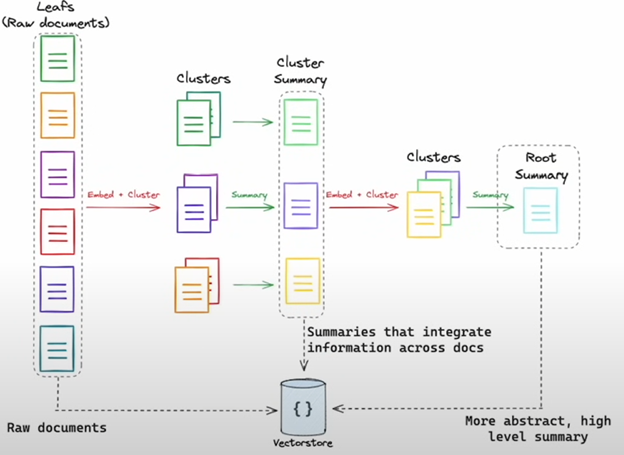 Leafs
(Raw documents)
Clusters
Cluster
Summary
Clusters
Root
Summary
Embed + Cluster
Summary
Embed + Cluster
Summary
Summaries that integrate
information across docs
{ }
Vectorstore
Raw documents
More abstract, high
level summary